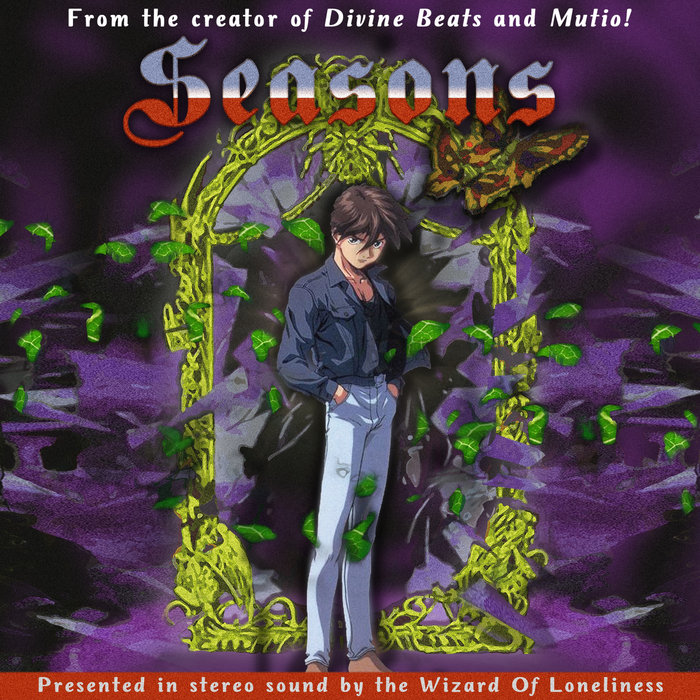 From the creator of Divine Beats and Mutio!
Seasons
Presented in stereo sound by the Wizard Of Loneliness